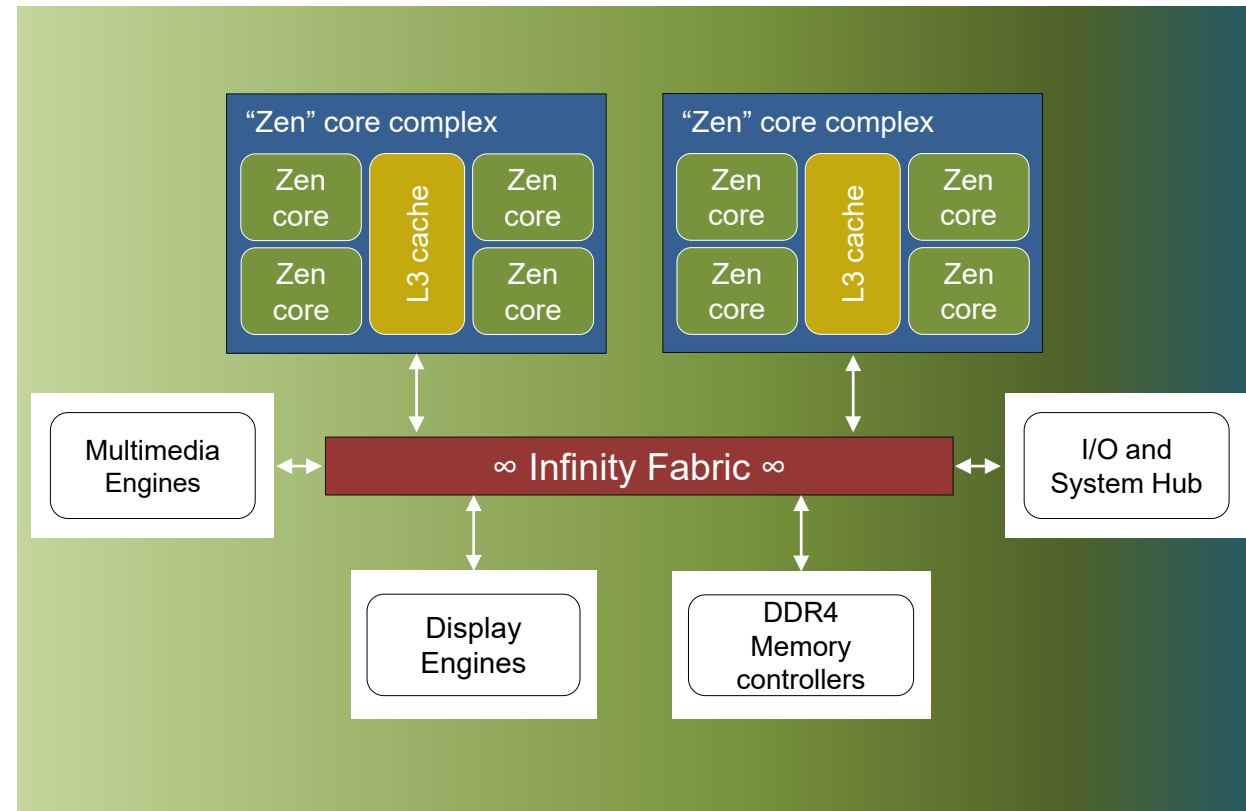 “Zen” core complex
Zen
core
L3 cache
Zen
core
Zen
core
Zen
core
“Zen” core complex
Zen
core
L3 cache
Zen
core
Zen
core
Zen
core
Multimedia
Engines
∞ Infinity Fabric ∞
I/O and
System Hub
Display
Engines
DDR4
Memory
controllers